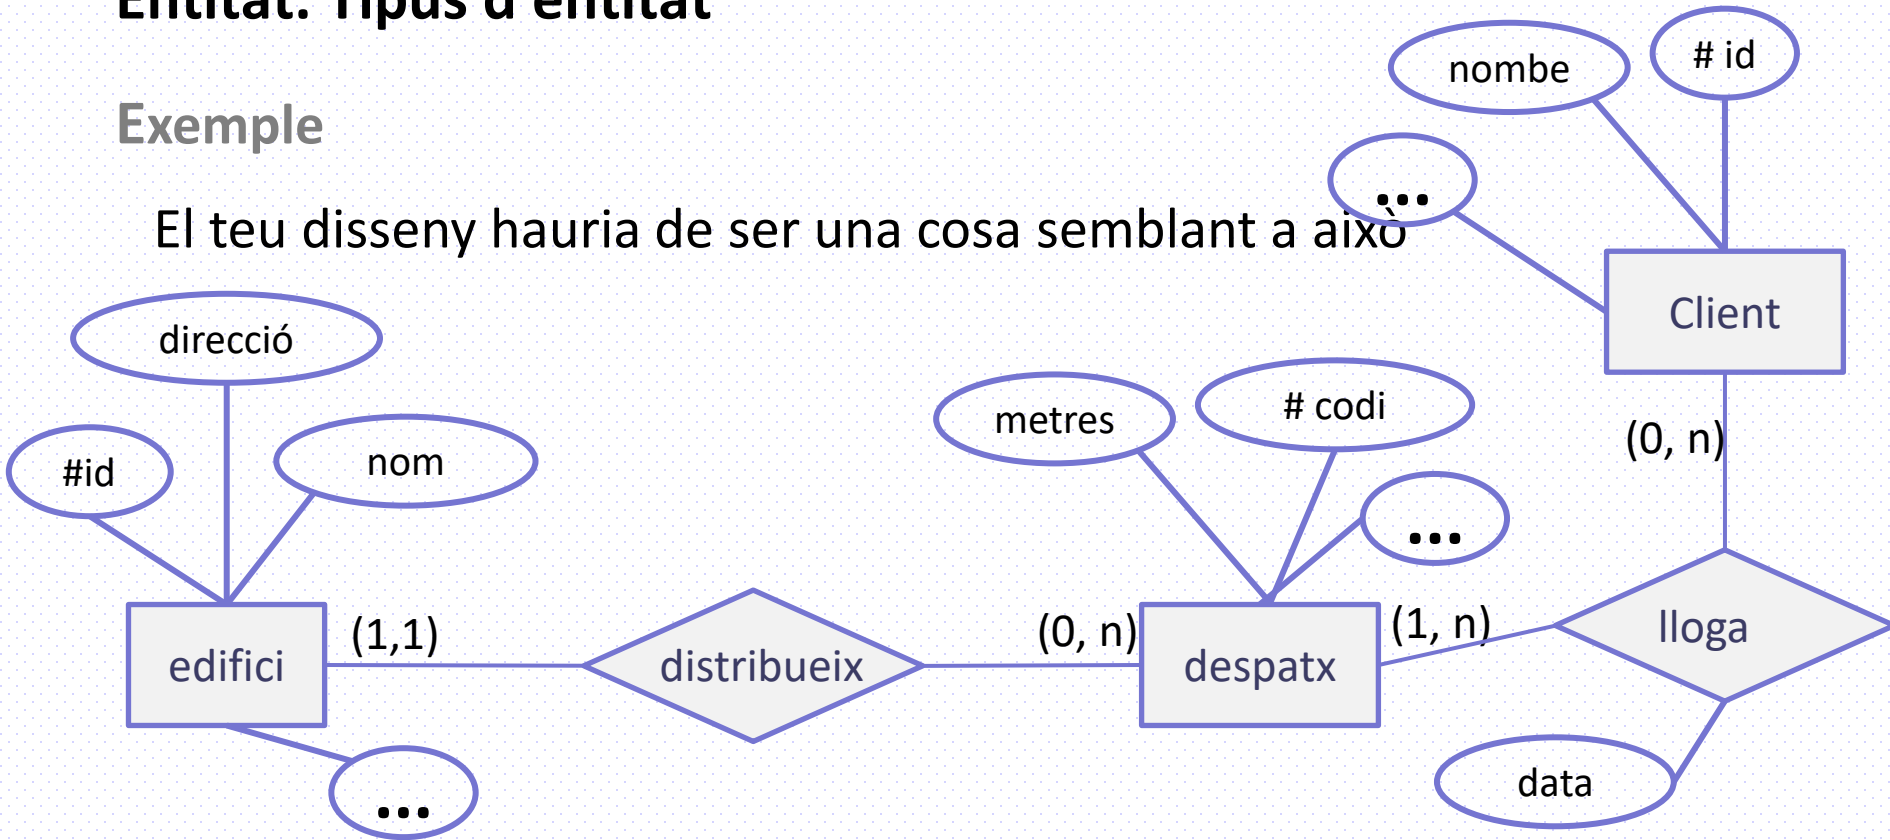 Entitat. Tipus d'entitat
Exemple
El teu disseny hauria de ser una cosa semblant a això
nombe
# id
...
Client
direcció
#id
nom
metres
# codi
...
(0, n)
edifici
(1,1)
distribueix
(0, n)
despatx
(1, n)
lloga
...
data